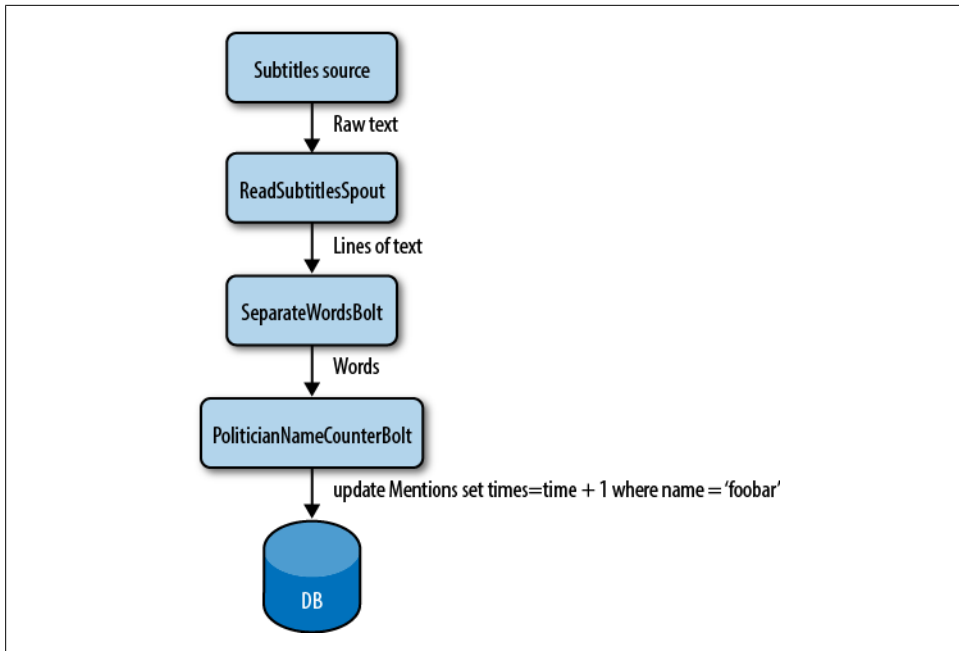 Subtitles source
Raw text
ReadSubtitlesSpout
Lines of text
SeparateWordsBolt
Words
PoliticianNameCounterBolt
update Mentions set times=time + 1 where name = ‘foobar’
DB